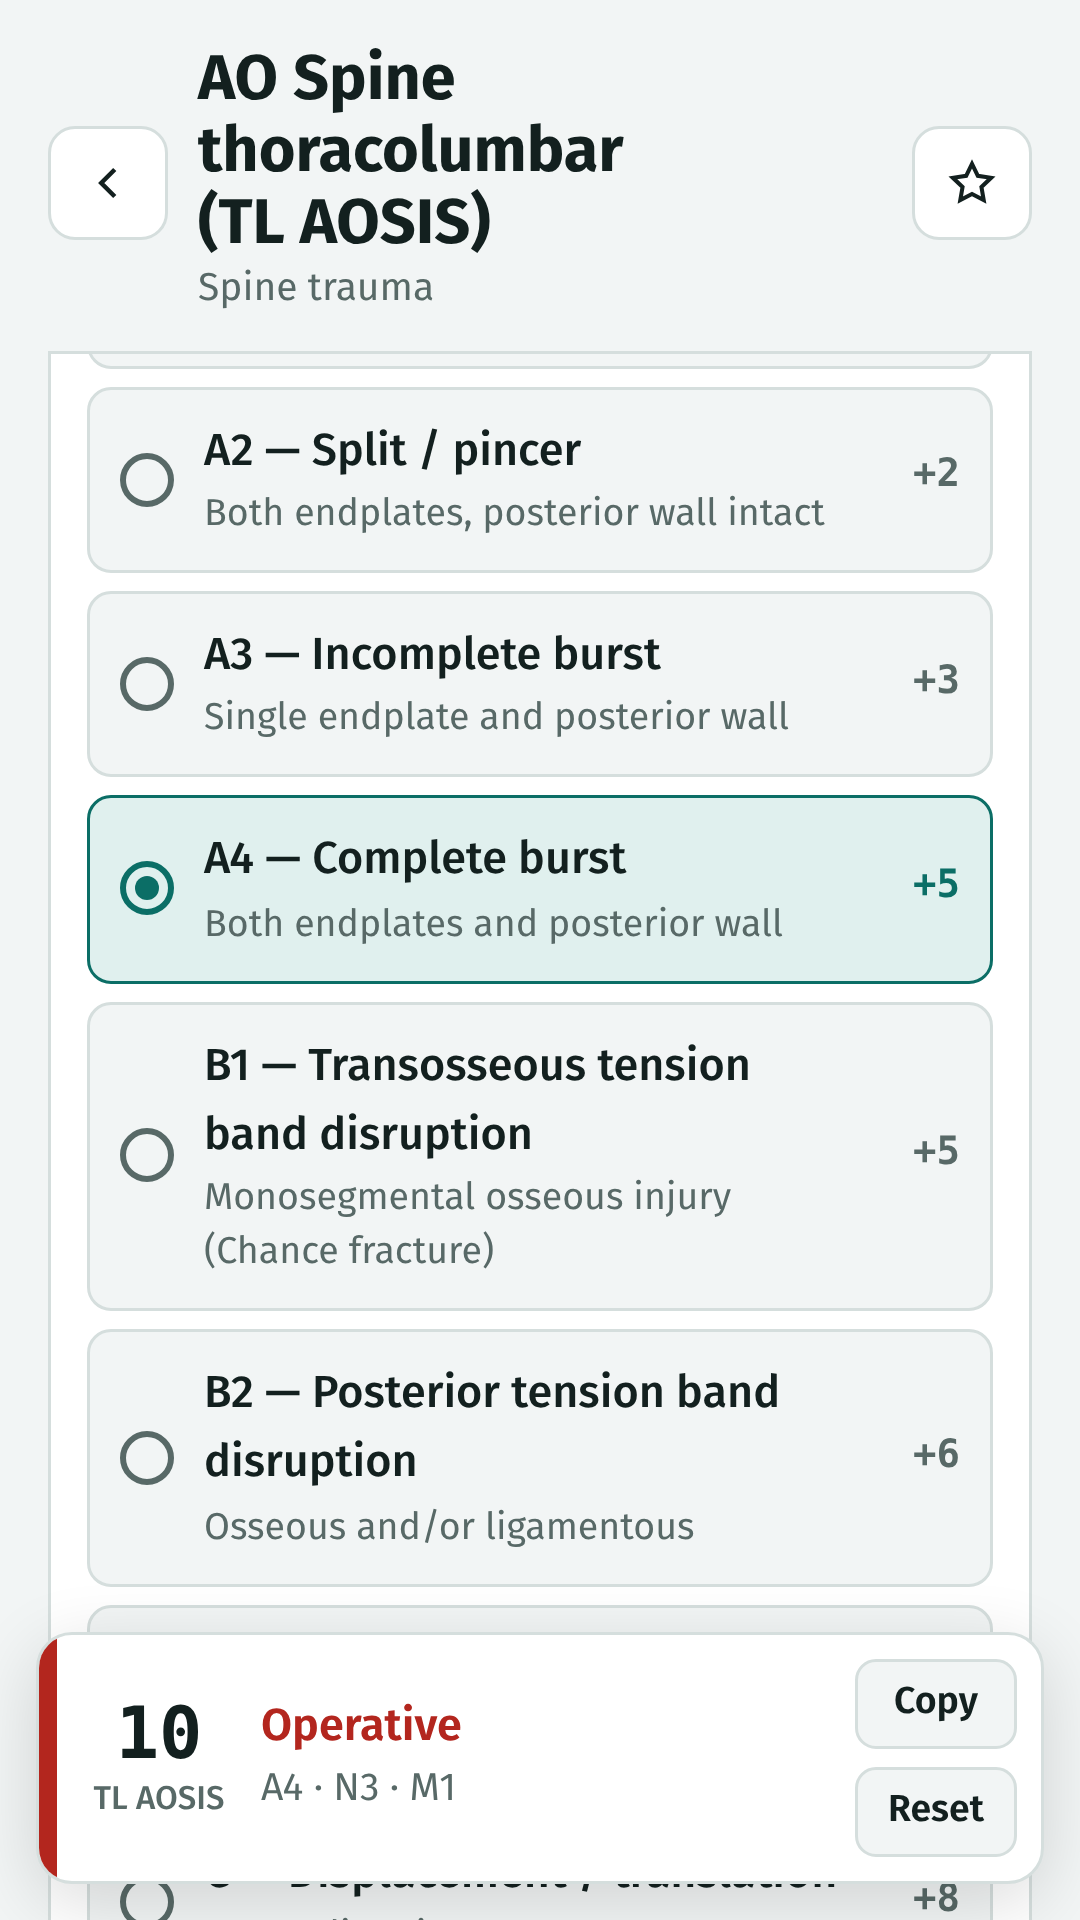 AO Spine
thoracolumbar
(TL AOSIS)
Spine trauma
A2 — Split / pincer
Both endplates, posterior wall intact
+2
A3 — Incomplete burst
Single endplate and posterior wall
+3
A4 — Complete burst
Both endplates and posterior wall
+5
B1 — Transosseous tension
band disruption
Monosegmental osseous injury
(Chance fracture)
+5
B2 — Posterior tension band
disruption
Osseous and/or ligamentous
+6
10
TL AOSIS
Operative
A4 · N3 · M1
Copy
Reset
Displacement / translation
+8